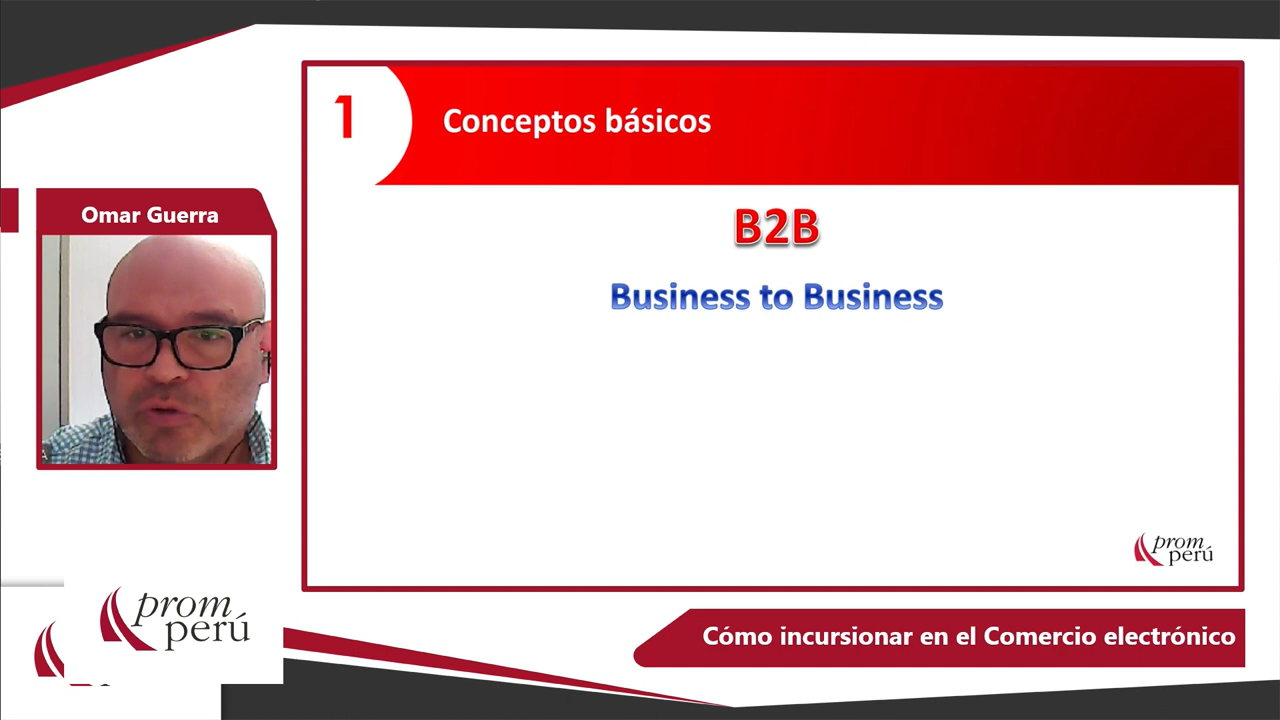 1
Conceptos básicos
Omar Guerra
B2B
Business to Business
prom
perú
prom
perú
Cómo incursionar en el Comercio electrónico